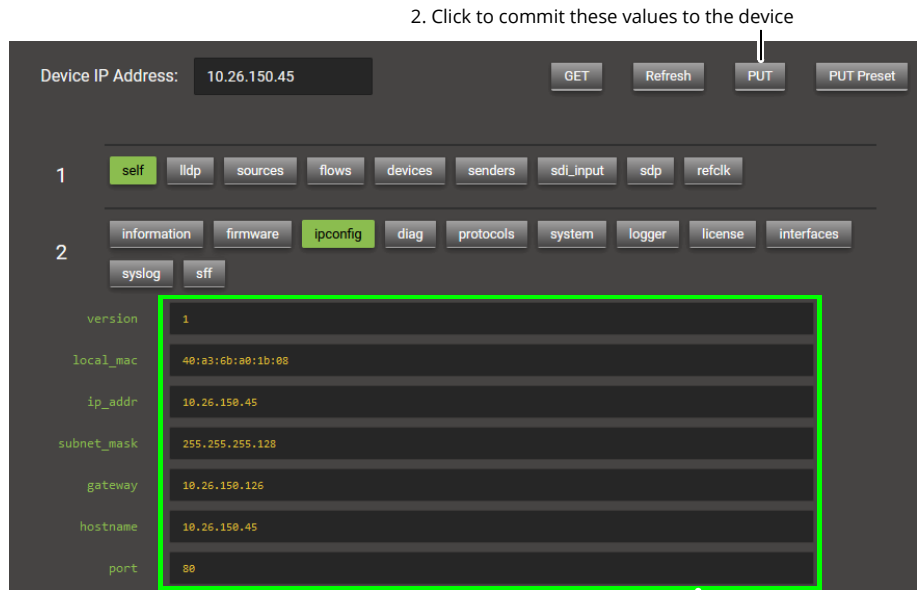 2. Click to commit these values to the device
Device IP Address: 10.26.150.45 GET Refresh PUT PUT Preset
1 self lldp sources flows devices senders sdi_input sdp refclk
2 information firmware ipconfig diag protocols system logger license interfaces
syslog sff
version 1
local_mac 40:a3:6b:a0:1b:08
ip_addr 10.26.150.45
subnet_mask 255.255.255.128
gateway 10.26.150.126
hostname 10.26.150.45
port 80